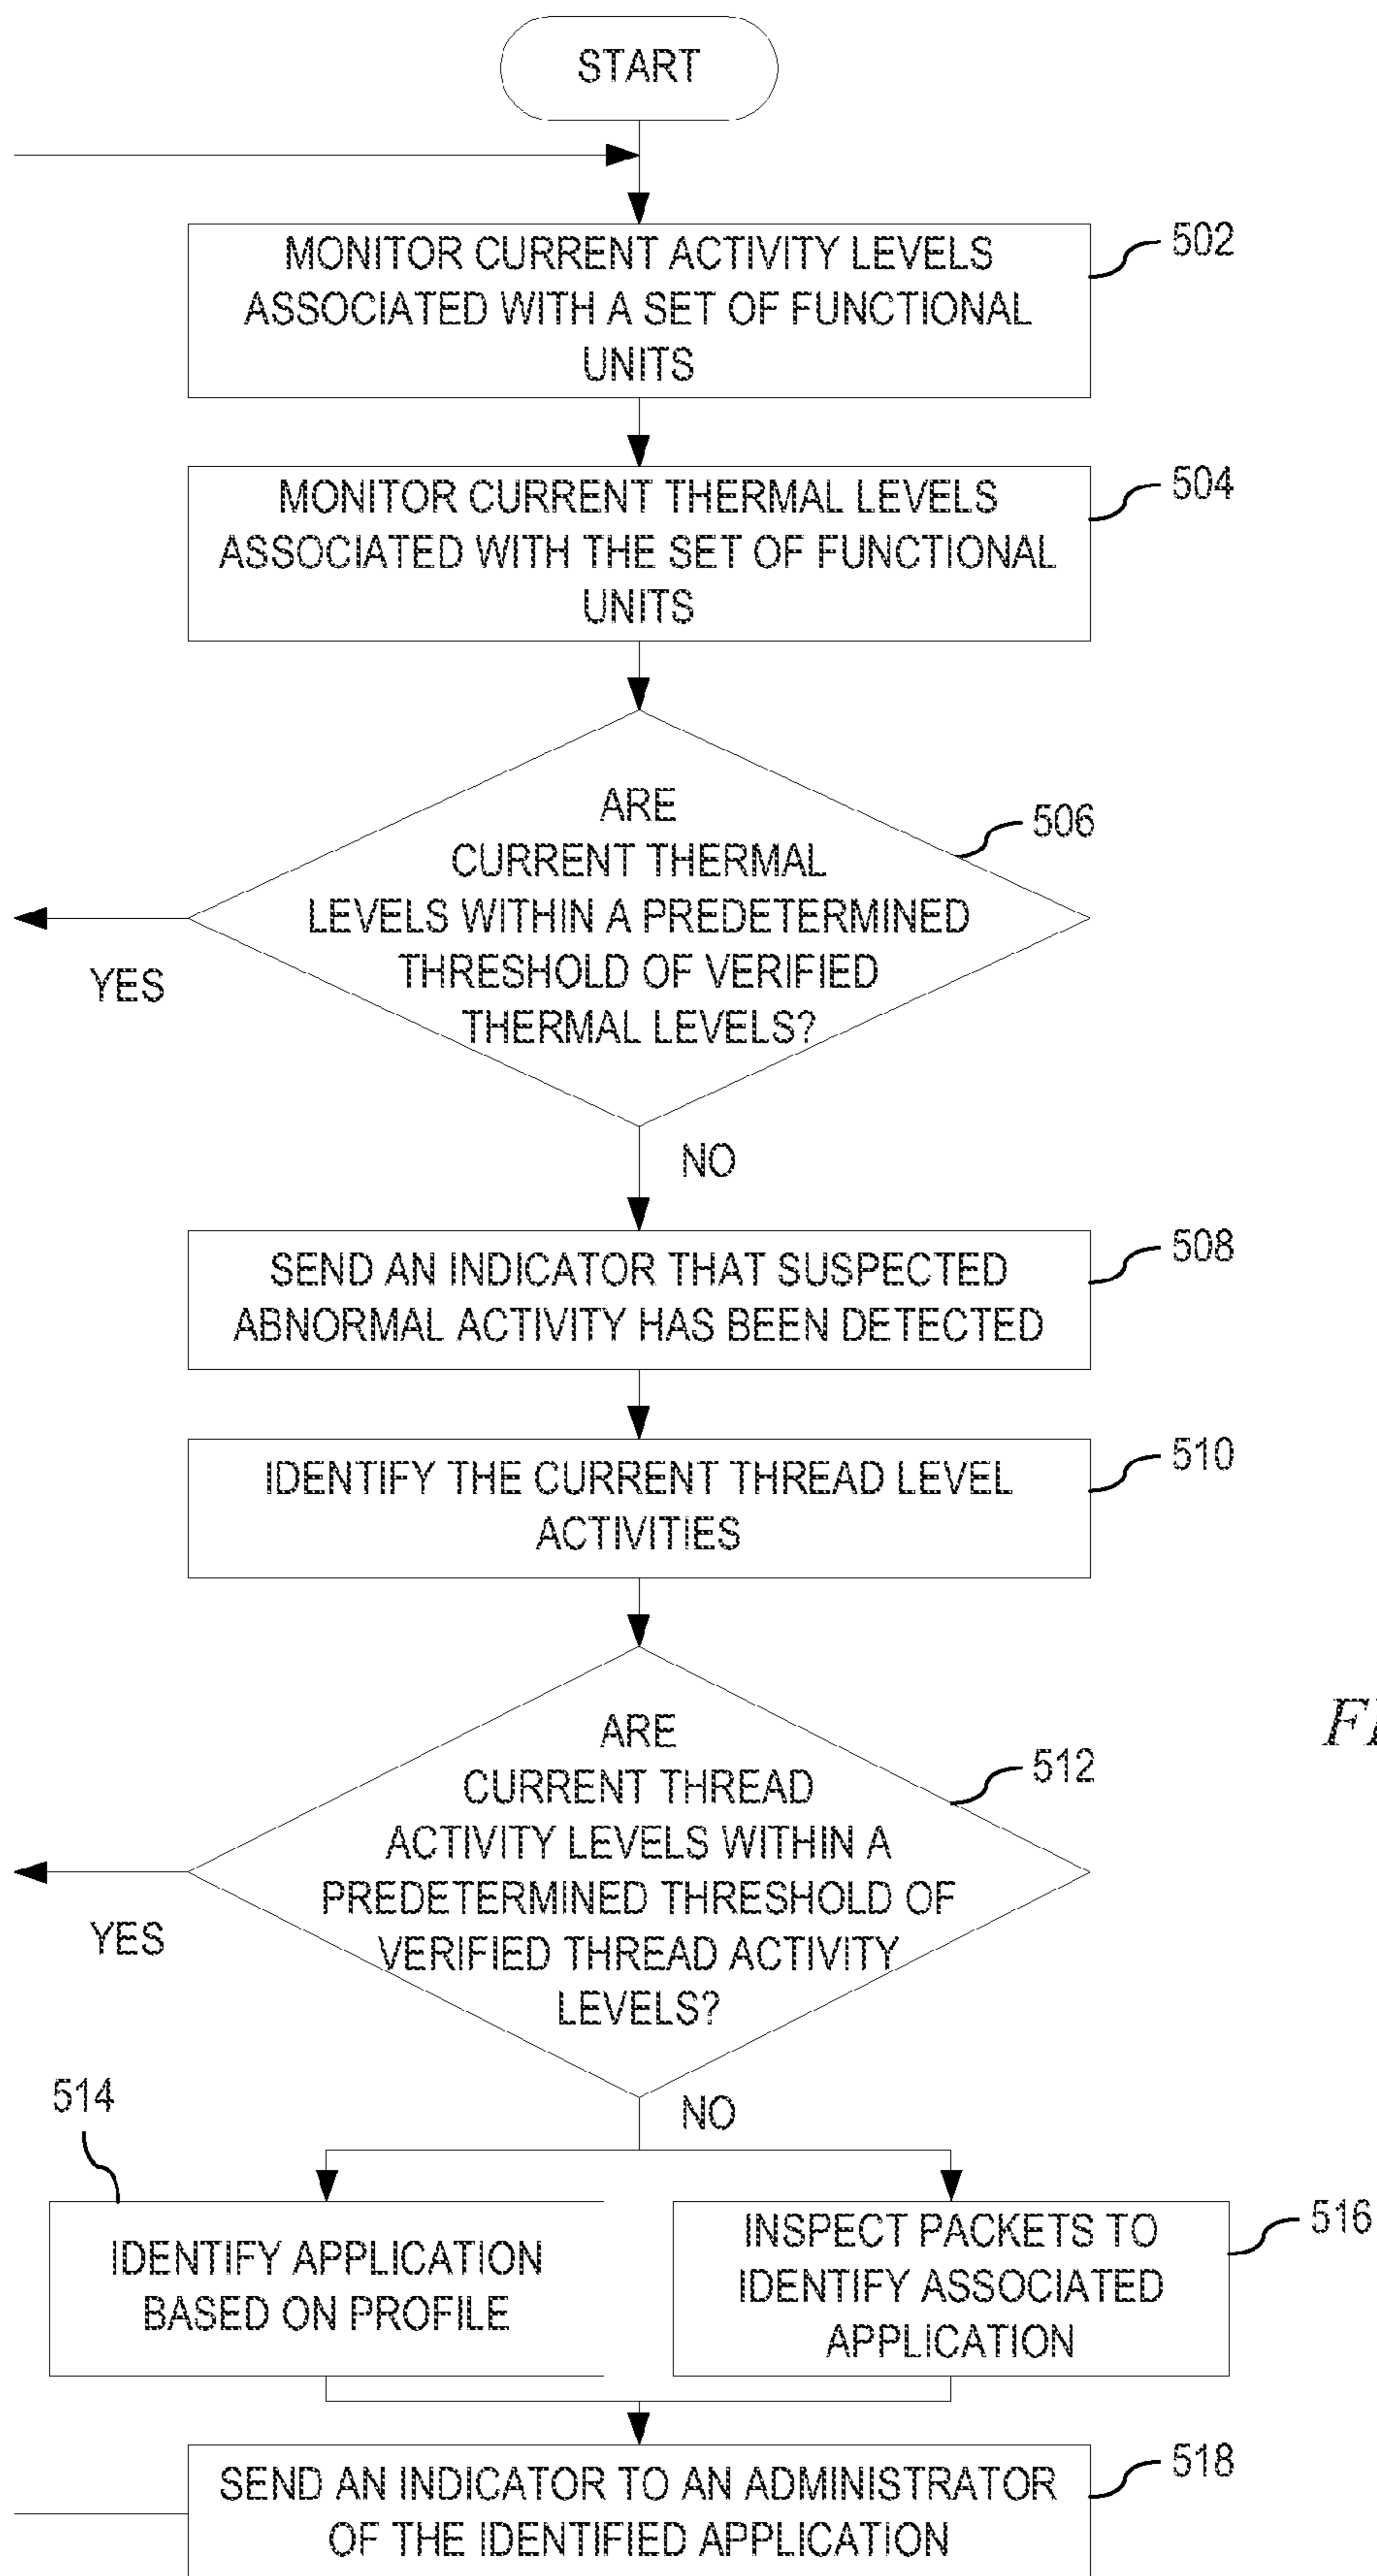 START
MONITOR CURRENT ACTIVITY LEVELS
ASSOCIATED WITH A SET OF FUNCTIONAL
UNITS
502
MONITOR CURRENT THERMAL LEVELS
ASSOCIATED WITH THE SET OF FUNCTIONAL
UNITS
504
ARE
CURRENT THERMAL
LEVELS WITHIN A PREDETERMINED
THRESHOLD OF VERIFIED
THERMAL LEVELS?
506
YES
NO
SEND AN INDICATOR THAT SUSPECTED
ABNORMAL ACTIVITY HAS BEEN DETECTED
508
IDENTIFY THE CURRENT THREAD LEVEL
ACTIVITIES
510
ARE
CURRENT THREAD
ACTIVITY LEVELS WITHIN A
PREDETERMINED THRESHOLD OF
VERIFIED THREAD ACTIVITY
LEVELS?
512
YES
NO
514
IDENTIFY APPLICATION
BASED ON PROFILE
INSPECT PACKETS TO
IDENTIFY ASSOCIATED
APPLICATION
516
SEND AN INDICATOR TO AN ADMINISTRATOR
OF THE IDENTIFIED APPLICATION
518